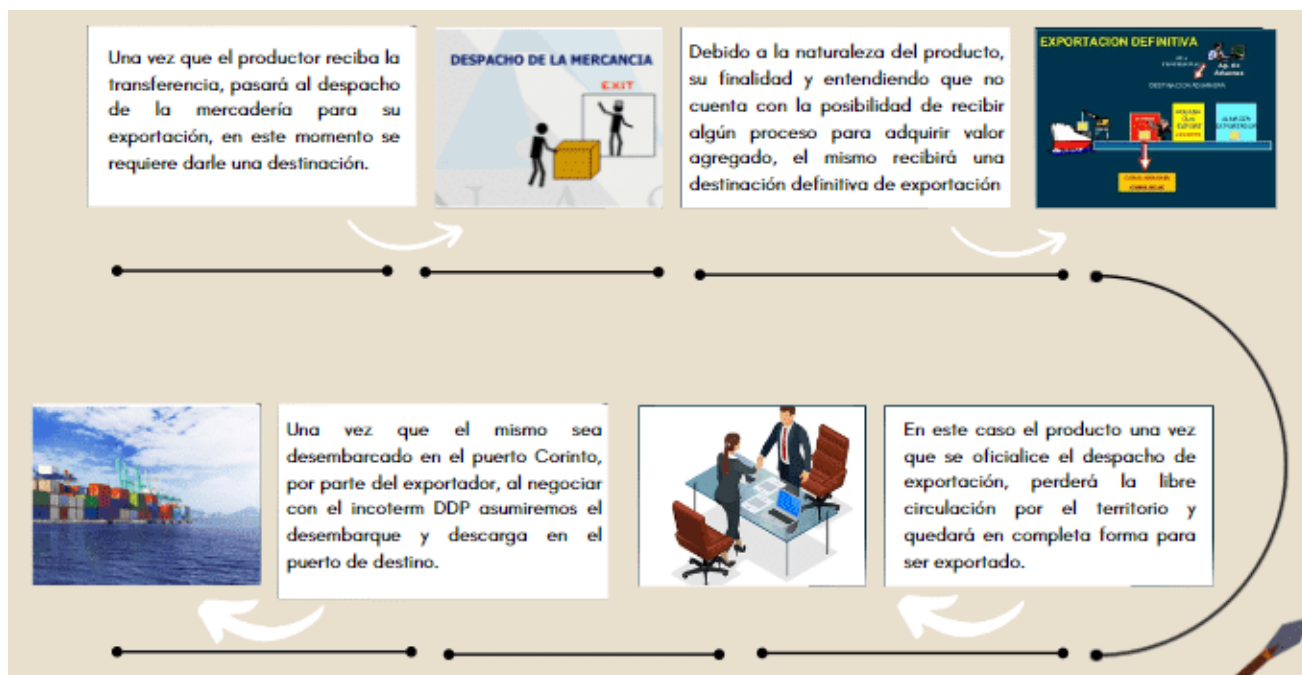 Una vez que el productor reciba la
transferencia, pasará al despacho
de la mercadería para su
exportación, en este momento se
requiere darle una destinación.
DESPACHO DE LA MERCANCIA
EXIT
Debido a la naturaleza del producto,
su finalidad y entendiendo que no
cuenta con la posibilidad de recibir
algún proceso para adquirir valor
agregado, el mismo recibirá una
destinación definitiva de exportación
EXPORTACION DEFINITIVA
Ag. de
Aduanas
DESTINACION ADUANERA
En este caso el producto una vez
que se oficialice el despacho de
exportación, perderá la libre
circulación por el territorio y
quedará en completa forma para
ser exportado.
Una vez que el mismo sea
desembarcado en el puerto Corinto,
por parte del exportador, al negociar
con el incoterm DDP asumiremos el
desembarque y descarga en el
puerto de destino.